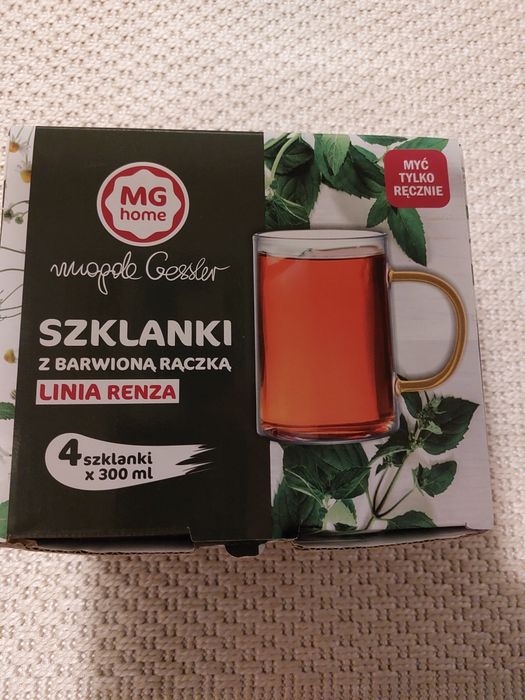 MG
home
magda Gessler
SZKLANKI
Z BARWIONĄ RĄCZKĄ
LINIA RENZA
4 szklanki
x 300 ml
MYĆ
TYLKO
RĘCZNIE